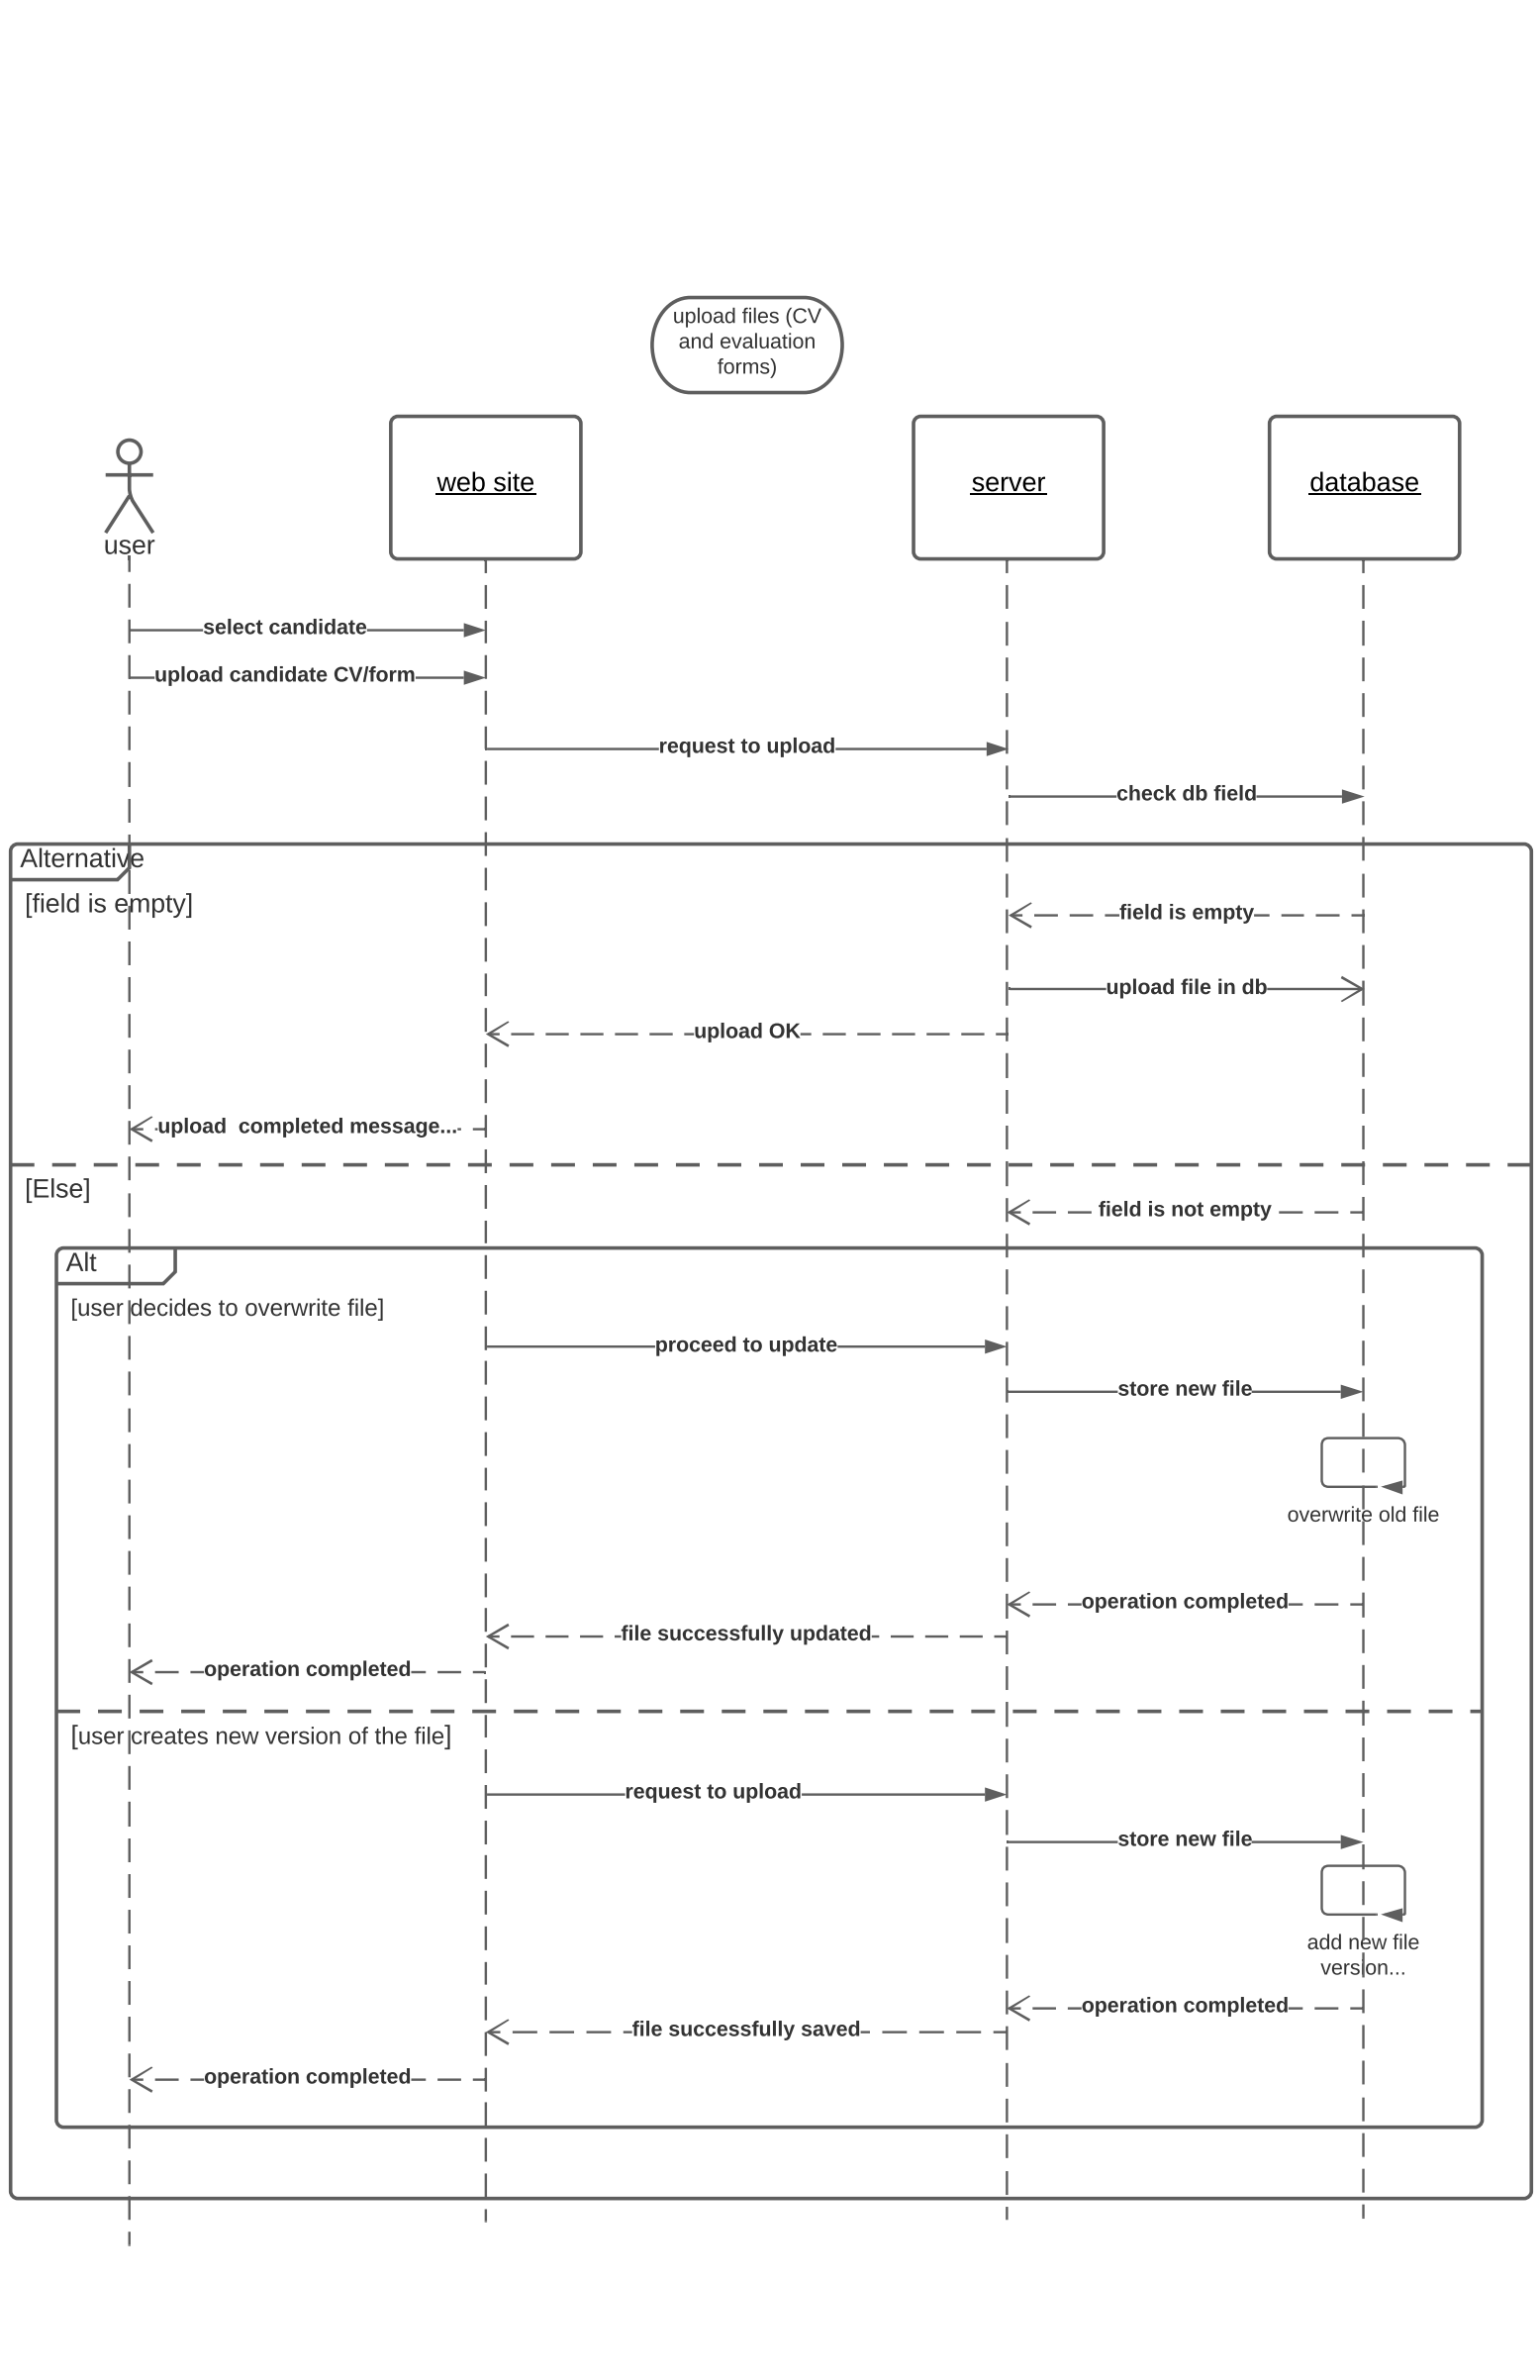 upload files (CV
and evaluation
forms)
user
web site
server
database
select candidate
upload candidate CV/form
request to upload
check db field
Alternative
[field is empty]
field is empty
upload file in db
upload OK
upload  completed message...
[Else]
field is not empty
Alt
[user decides to overwrite file]
proceed to update
store new file
overwrite old file
operation completed
file successfully updated
operation completed
[user creates new version of the file]
request to upload
store new file
add new file
version...
operation completed
file successfully saved
operation completed